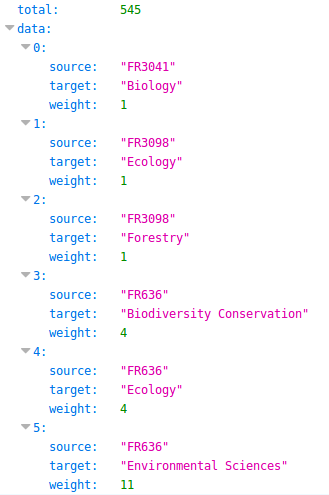 total: 545
data:
0:
source: "FR3041"
target: "Biology"
weight: 1
1:
source: "FR3098"
target: "Ecology"
weight: 1
2:
source: "FR3098"
target: "Forestry"
weight: 1
3:
source: "FR636"
target: "Biodiversity Conservation"
weight: 4
4:
source: "FR636"
target: "Ecology"
weight: 4
5:
source: "FR636"
target: "Environmental Sciences"
weight: 11